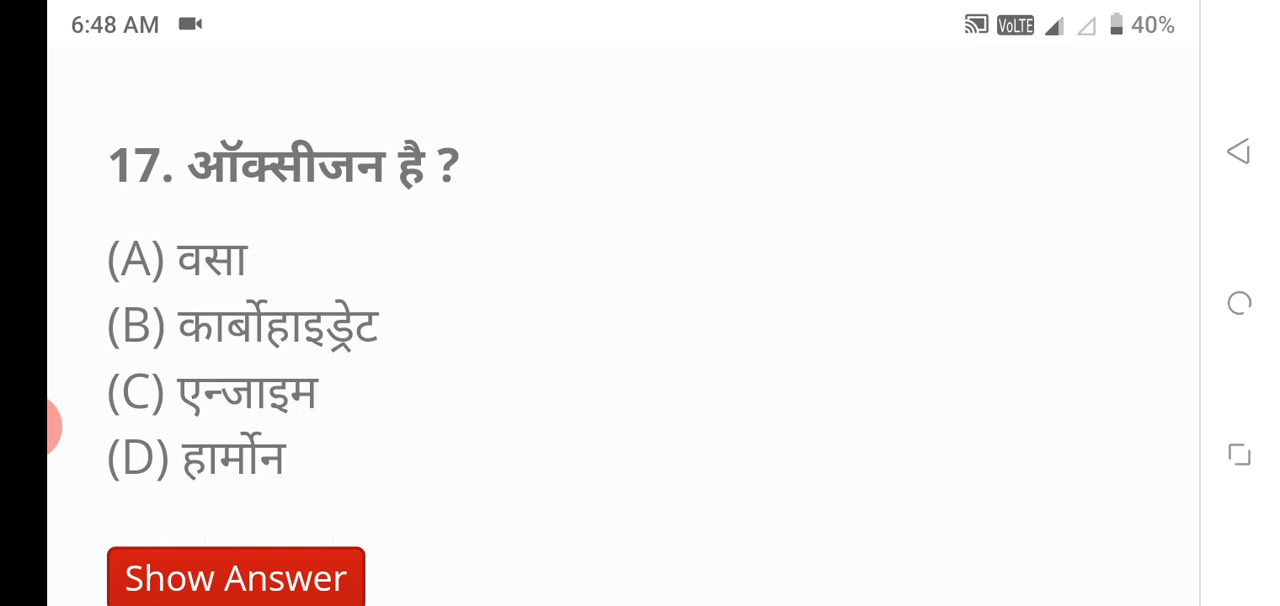 6:48 AM VoLTE 40%
17. ऑक्सीजन है ?
(A) वसा
(B) कार्बोहाइड्रेट
(C) एन्जाइम
(D) हार्मोन
Show Answer